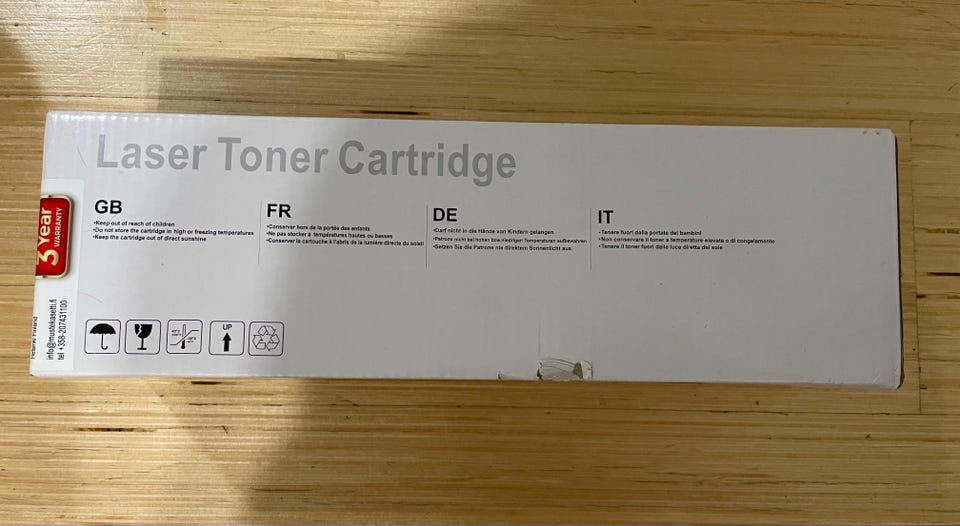 Laser Toner Cartridge
GB
•Keep out of reach of children
•Do not store the cartridge in high or freezing temperatures
•Keep the cartridge out of direct sunshine
FR
•Conserver hors de la portée des enfants
•Ne pas stocker à températures hautes ou basses
•Conserver la cartouche à l'abris de la lumière directe du soleil
DE
•Darf nicht in die Hände von Kindern gelangen
•Patrone nicht bei hohen bzw.niedrigen Temperaturen aufbewahren
•Setzen Sie die Patrone nie direktem Sonnenlicht aus
IT
•Tenere fuori dalla portata dei bambini
•Non conservare il toner a temperature elevate o di congelamento
•Tenere il toner fuori dalla luce diretta del sole
3 Year
WARRANTY
Finland
info@mustekasetti.fi
tel +358-207431100
UP